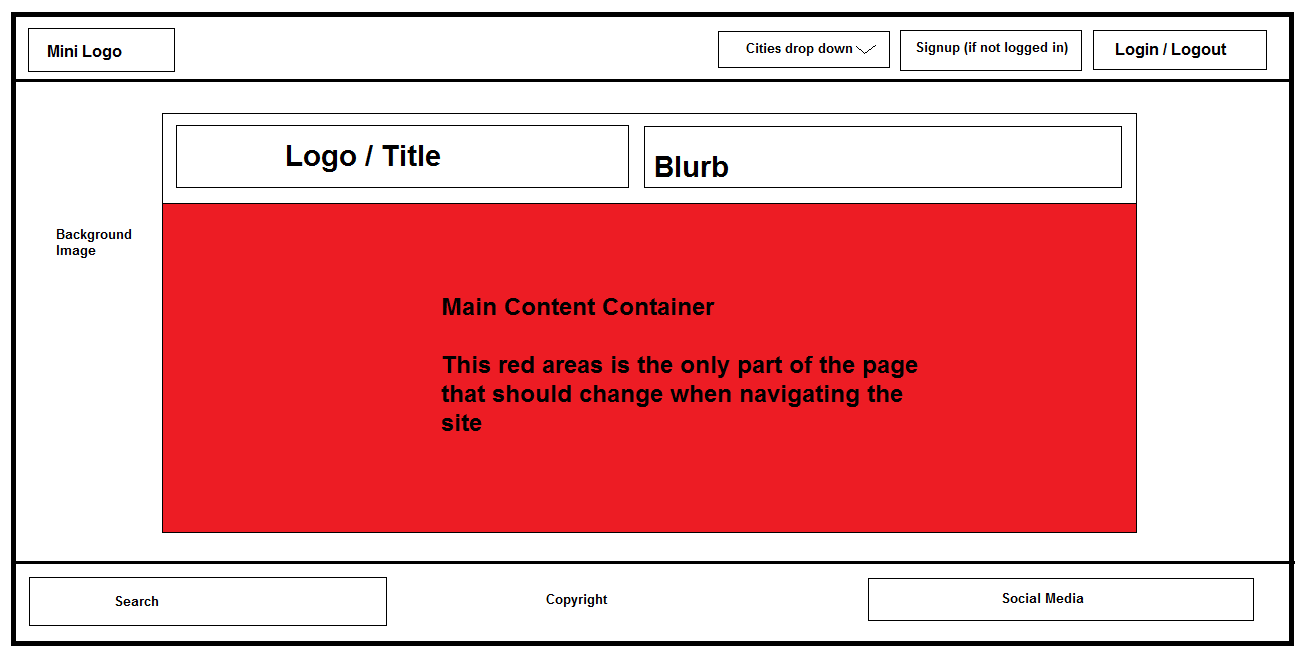 Mini Logo
Cities drop down
Signup (if not logged in)
Login / Logout
Logo / Title
Blurb
Background
Image
Main Content Container
This red areas is the only part of the page
that should change when navigating the
site
Search
Copyright
Social Media